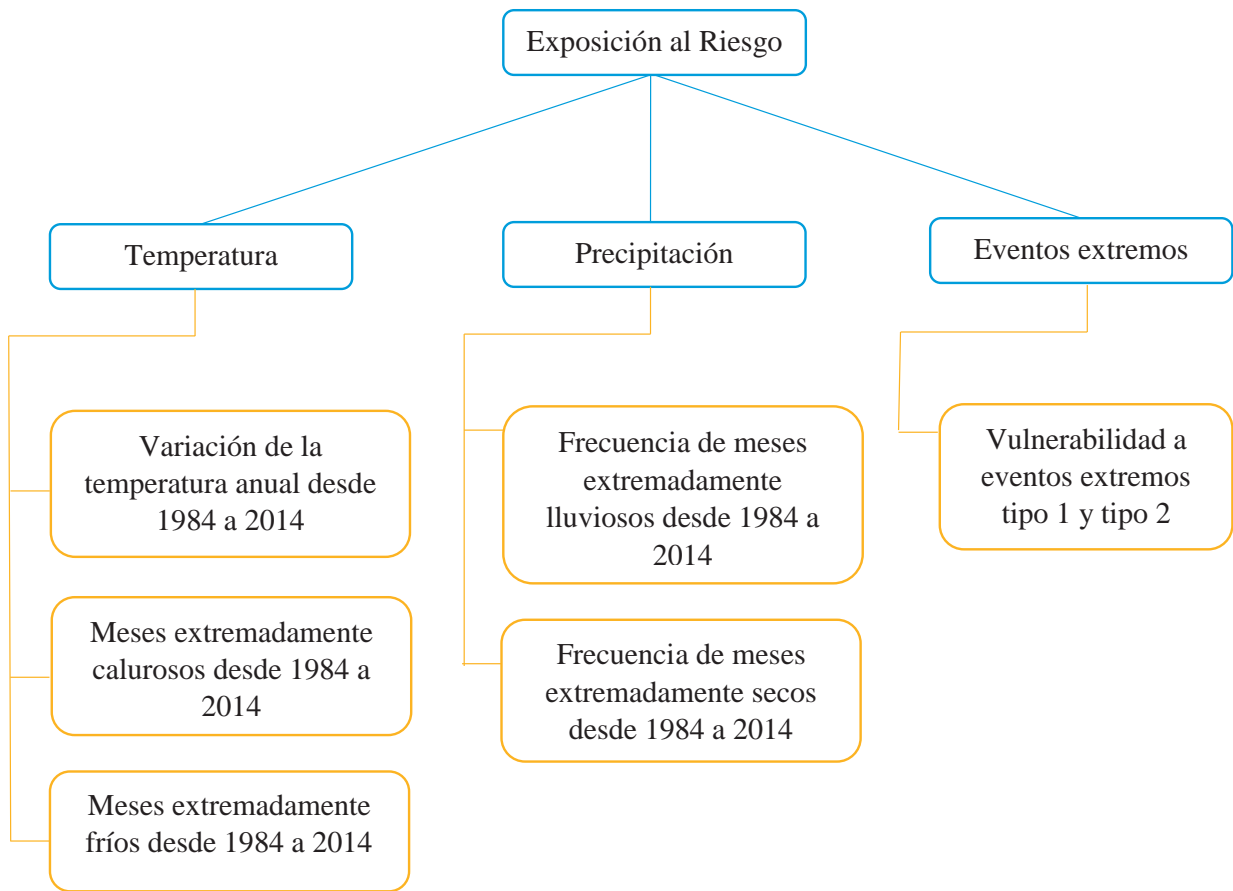 Exposición al Riesgo
Temperatura
Precipitación
Eventos extremos
Variación de la
temperatura anual desde
1984 a 2014
Meses extremadamente
calurosos desde 1984 a
2014
Meses extremadamente
fríos desde 1984 a 2014
Frecuencia de meses
extremadamente
lluviosos desde 1984 a
2014
Frecuencia de meses
extremadamente secos
desde 1984 a 2014
Vulnerabilidad a
eventos extremos
tipo 1 y tipo 2